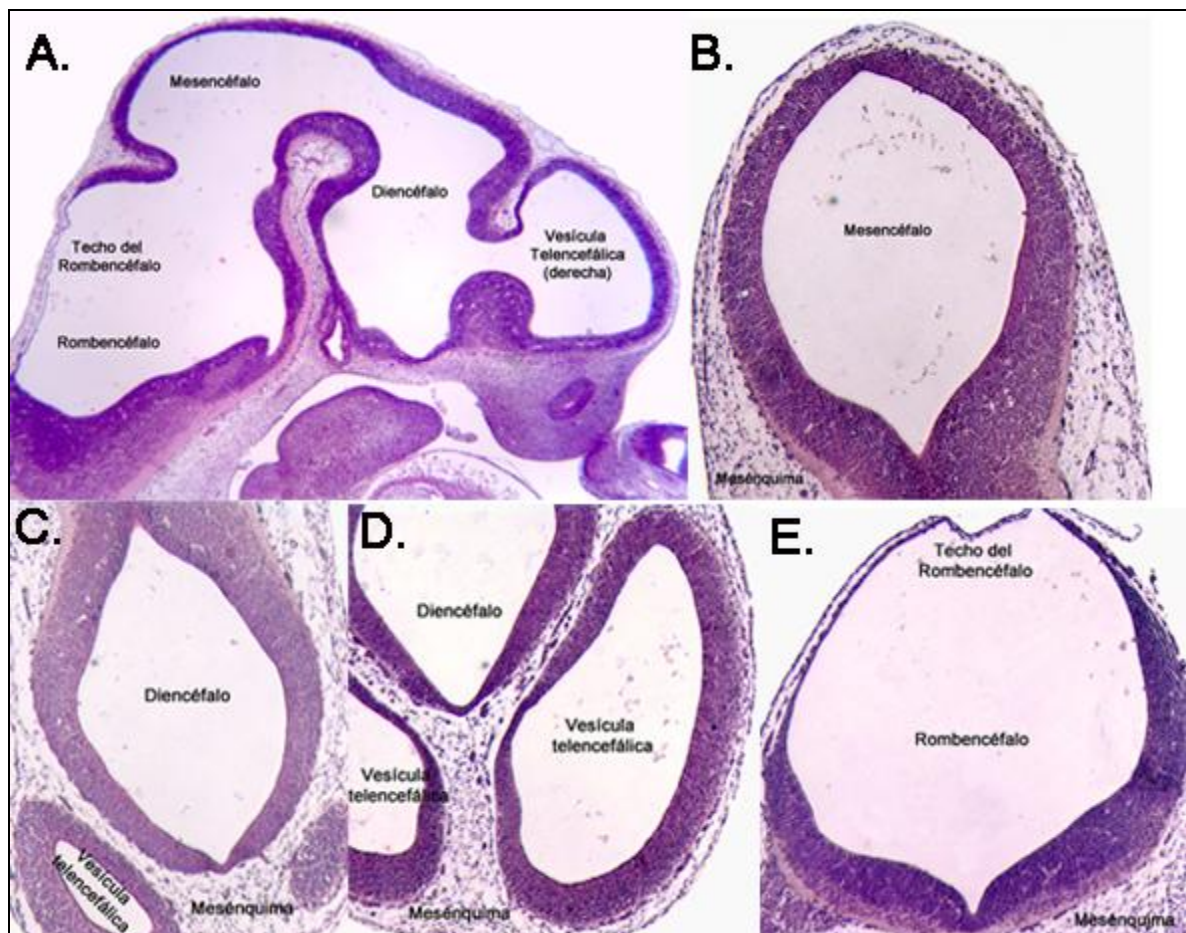 A.
Mesencéfalo
Diencéfalo
Techo del
Rombencéfalo
Vesícula
Telencefálica
(derecha)
Rombencéfalo
B.
Mesencéfalo
Mesénquima
C.
Diencéfalo
Vesícula
telencefálica
Mesénquima
D.
Diencéfalo
Vesícula
telencefálica
Vesícula
telencefálica
Mesénquima
E.
Techo del
Rombencéfalo
Rombencéfalo
Mesénquima